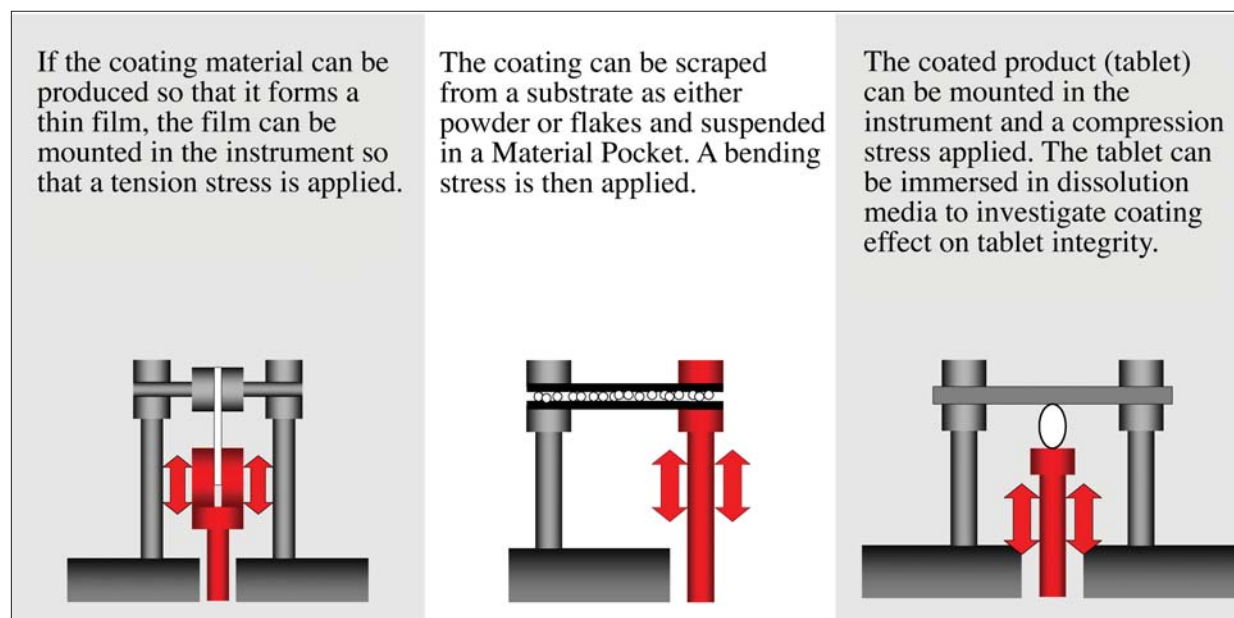 If the coating material can be
produced so that it forms a
thin film, the film can be
mounted in the instrument so
that a tension stress is applied.
The coating can be scraped
from a substrate as either
powder or flakes and suspended
in a Material Pocket. A bending
stress is then applied.
The coated product (tablet)
can be mounted in the
instrument and a compression
stress applied. The tablet can
be immersed in dissolution
media to investigate coating
effect on tablet integrity.